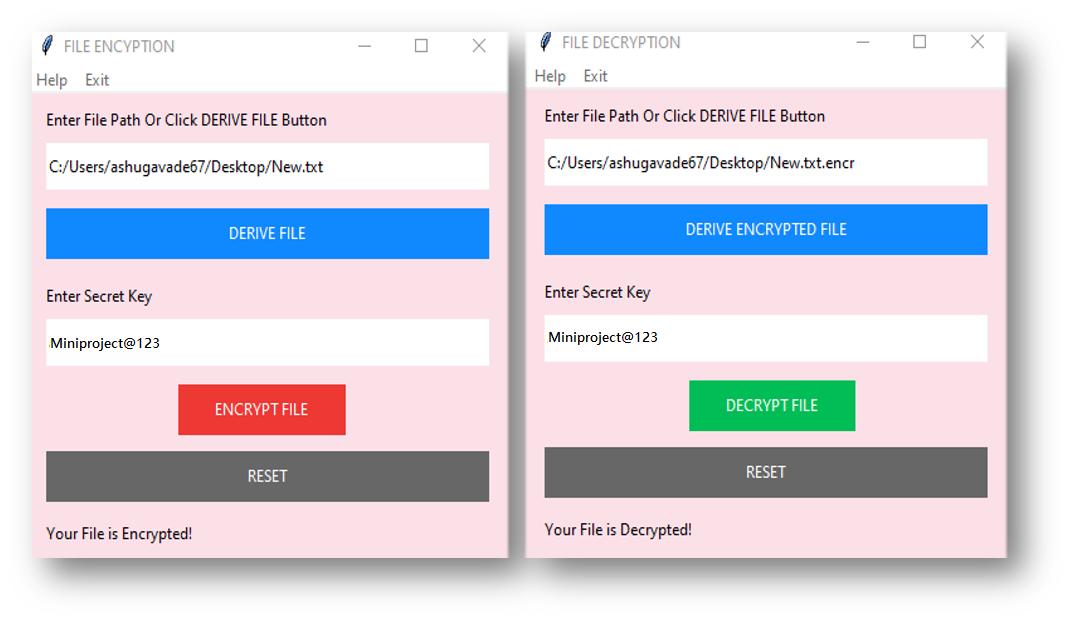 FILE ENCYPTION
Help Exit
Enter File Path Or Click DERIVE FILE Button
C:/Users/ashugavade67/Desktop/New.txt
DERIVE FILE
Enter Secret Key
Miniproject@123
ENCRYPT FILE
RESET
Your File is Encrypted!
FILE DECRYPTION
Help Exit
Enter File Path Or Click DERIVE FILE Button
C:/Users/ashugavade67/Desktop/New.txt.encr
DERIVE ENCRYPTED FILE
Enter Secret Key
Miniproject@123
DECRYPT FILE
RESET
Your File is Decrypted!